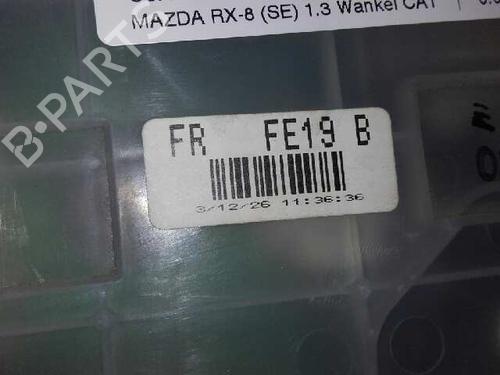 MAZDA RX-8 (SE) 1.3 Wankel CAT
FR FE19 B
3/12/26 11:36:36
B-Parts